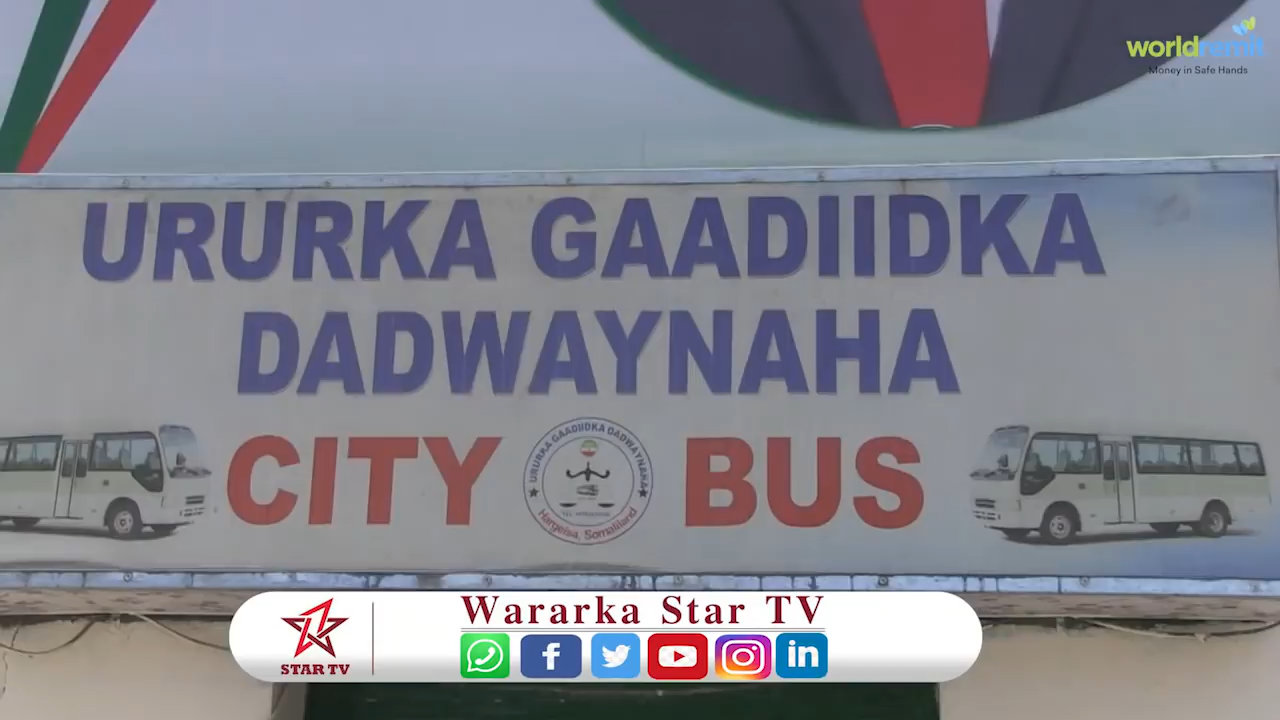 worldremit
Money in Safe Hands
URURKA GAADIIDKA
DADWAYNAHA
CITY BUS
URURKA GAADIIDKA DADWAYNAHA
Hargeisa, Somaliland
Wararka Star TV
STAR TV